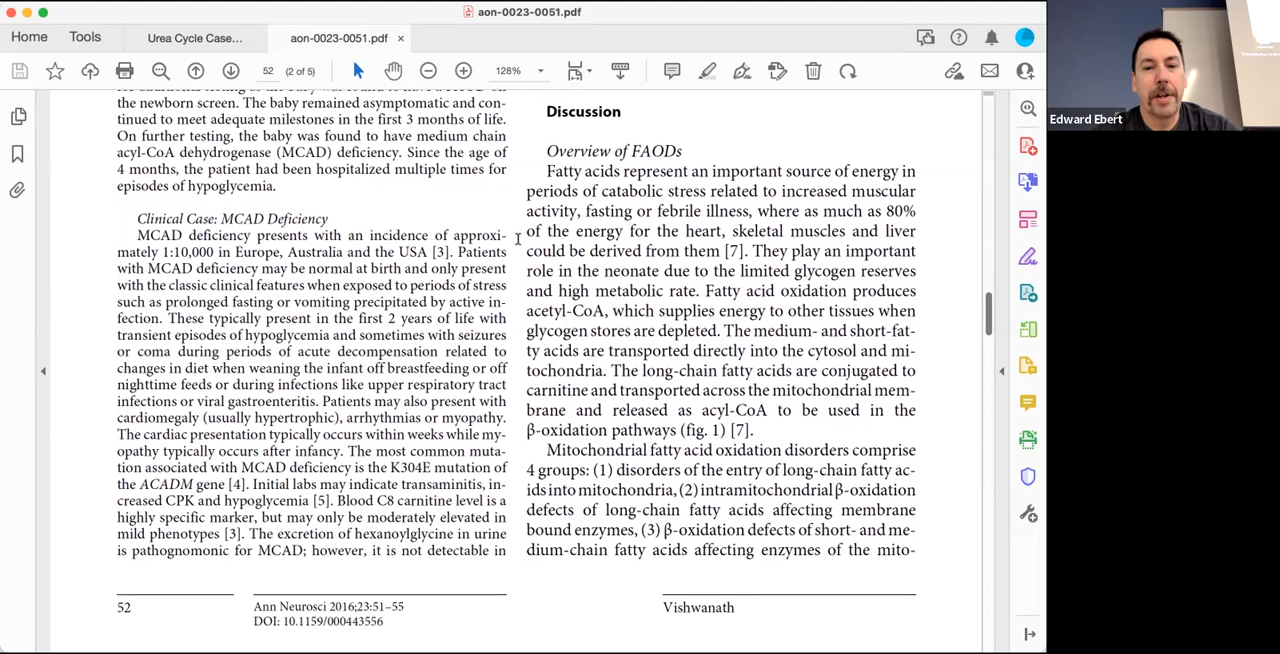 aon-0023-0051.pdf
Home
Tools
Urea Cycle Case...
aon-0023-0051.pdf
52
(2 of 5)
128%
the newborn screen. The baby remained asymptomatic and con-
tinued to meet adequate milestones in the first 3 months of life.
On further testing, the baby was found to have medium chain
acyl-CoA dehydrogenase (MCAD) deficiency. Since the age of
4 months, the patient had been hospitalized multiple times for
episodes of hypoglycemia.
Clinical Case: MCAD Deficiency
MCAD deficiency presents with an incidence of approxi-
mately 1:10,000 in Europe, Australia and the USA [3]. Patients
with MCAD deficiency may be normal at birth and only present
with the classic clinical features when exposed to periods of stress
such as prolonged fasting or vomiting precipitated by active in-
fection. These typically present in the first 2 years of life with
transient episodes of hypoglycemia and sometimes with seizures
or coma during periods of acute decompensation related to
changes in diet when weaning the infant off breastfeeding or off
nighttime feeds or during infections like upper respiratory tract
infections or viral gastroenteritis. Patients may also present with
cardiomegaly (usually hypertrophic), arrhythmias or myopathy.
The cardiac presentation typically occurs within weeks while my-
opathy typically occurs after infancy. The most common muta-
tion associated with MCAD deficiency is the K304E mutation of
the ACADM gene [4]. Initial labs may indicate transaminitis, in-
creased CPK and hypoglycemia [5]. Blood C8 carnitine level is a
highly specific marker, but may only be moderately elevated in
mild phenotypes [3]. The excretion of hexanoylglycine in urine
is pathognomonic for MCAD; however, it is not detectable in
Discussion
Overview of FAODs
Fatty acids represent an important source of energy in
periods of catabolic stress related to increased muscular
activity, fasting or febrile illness, where as much as 80%
of the energy for the heart, skeletal muscles and liver
could be derived from them [7]. They play an important
role in the neonate due to the limited glycogen reserves
and high metabolic rate. Fatty acid oxidation produces
acetyl-CoA, which supplies energy to other tissues when
glycogen stores are depleted. The medium- and short-fat-
ty acids are transported directly into the cytosol and mi-
tochondria. The long-chain fatty acids are conjugated to
carnitine and transported across the mitochondrial mem-
brane and released as acyl-CoA to be used in the
β-oxidation pathways (fig. 1) [7].
Mitochondrial fatty acid oxidation disorders comprise
4 groups: (1) disorders of the entry of long-chain fatty ac-
ids into mitochondria, (2) intramitochondrial β-oxidation
defects of long-chain fatty acids affecting membrane
bound enzymes, (3) β-oxidation defects of short- and me-
dium-chain fatty acids affecting enzymes of the mito-
52
Ann Neurosci 2016;23:51–55
DOI: 10.1159/000443556
Vishwanath
Edward Ebert